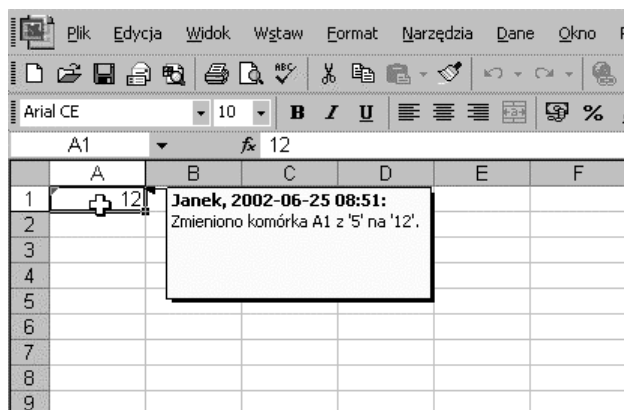 Plik Edycja Widok Wstaw Format Narzędzia Dane Okno
ABC
Arial CE 10 B I U %
A1 fx 12
A B C D E F
1 12 Janek, 2002-06-25 08:51:
2 Zmieniono komórka A1 z '5' na '12'.
3
4
5
6
7
8
9